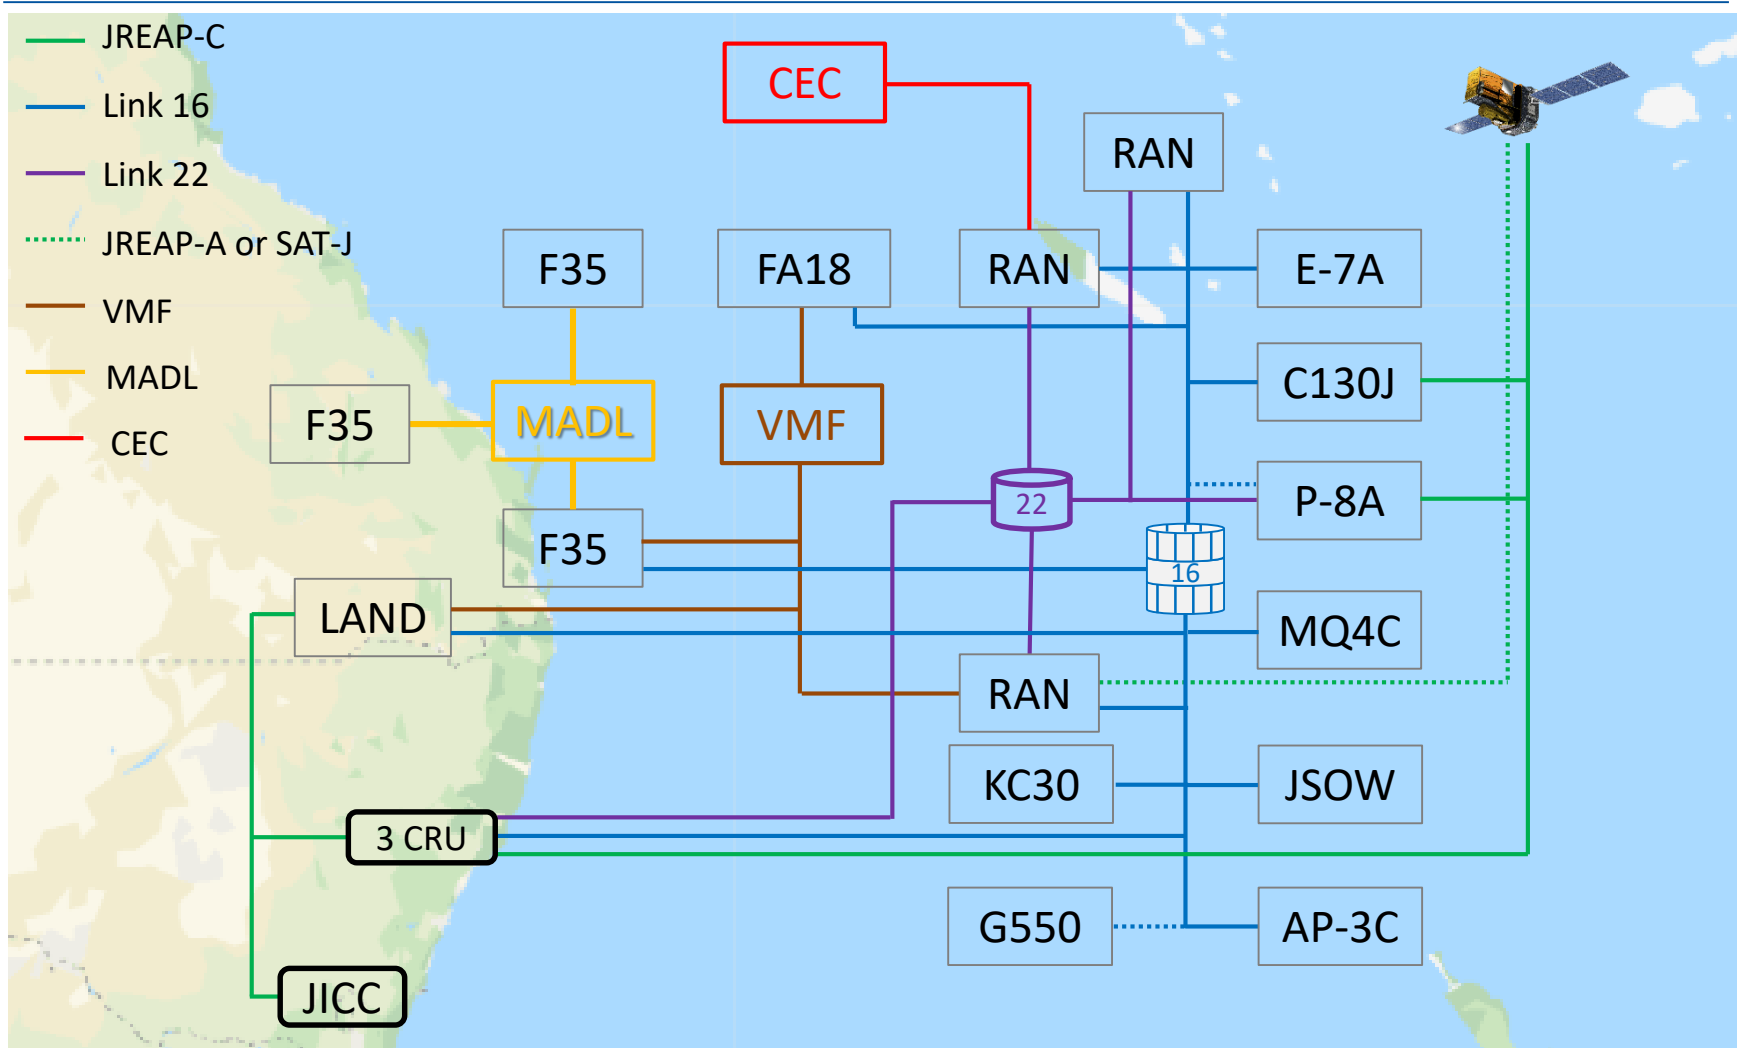 JREAP-C
Link 16
Link 22
JREAP-A or SAT-J
VMF
MADL
CEC
CEC
RAN
F35
FA18
RAN
E-7A
C130J
F35
MADL
VMF
22
P-8A
F35
16
LAND
MQ4C
RAN
KC30
JSOW
3 CRU
G550
AP-3C
JICC